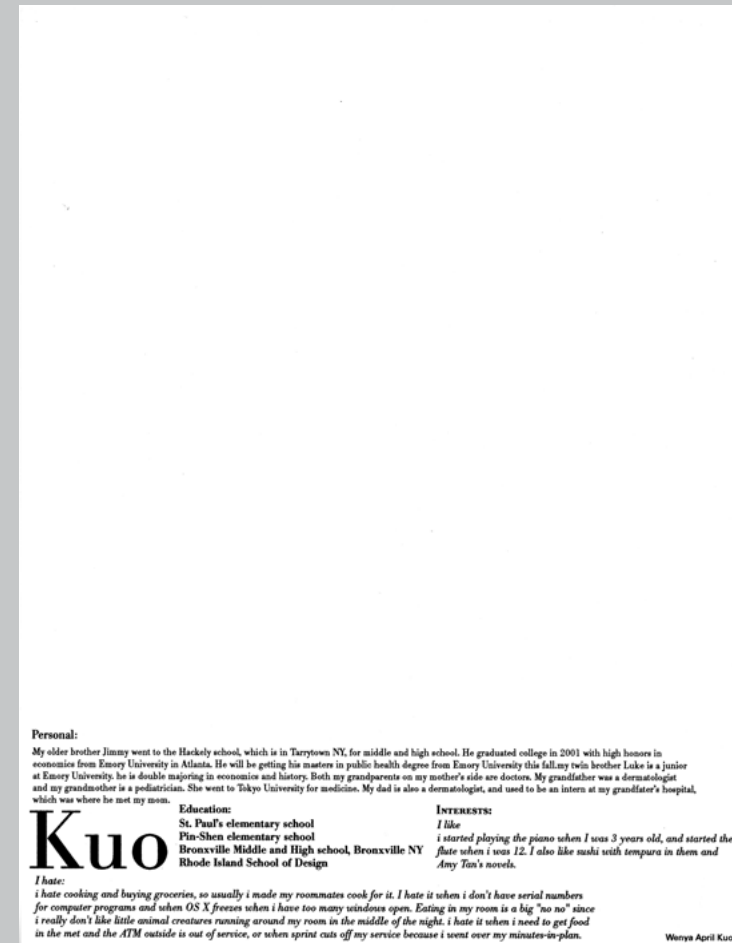 Personal:
My older brother Jimmy went to the Hackely school, which is in Tarrytown NY, for middle and high school. He graduated college in 2001 with high honors in
economics from Emory University in Atlanta. He will be getting his masters in public health degree from Emory University this fall.my twin brother Luke is a junior
at Emory University. he is double majoring in economics and history. Both my grandparents on my mother's side are doctors. My grandfather was a dermatologist
and my grandmother is a pediatrician. She went to Tokyo University for medicine. My dad is also a dermatologist, and used to be an intern at my grandfater's hospital,
which was where he met my mom.
Kuo
Education:
St. Paul's elementary school
Pin-Shen elementary school
Bronxville Middle and High school, Bronxville NY
Rhode Island School of Design
INTERESTS:
I like
i started playing the piano when I was 3 years old, and started the
flute when i was 12. I also like sushi with tempura in them and
Amy Tan's novels.
I hate:
i hate cooking and buying groceries, so usually i made my roommates cook for it. I hate it when i don't have serial numbers
for computer programs and when OS X freezes when i have too many windows open. Eating in my room is a big "no no" since
i really don't like little animal creatures running around my room in the middle of the night. i hate it when i need to get food
in the met and the ATM outside is out of service, or when sprint cuts off my service because i went over my minutes-in-plan.
Wenya April Kuo